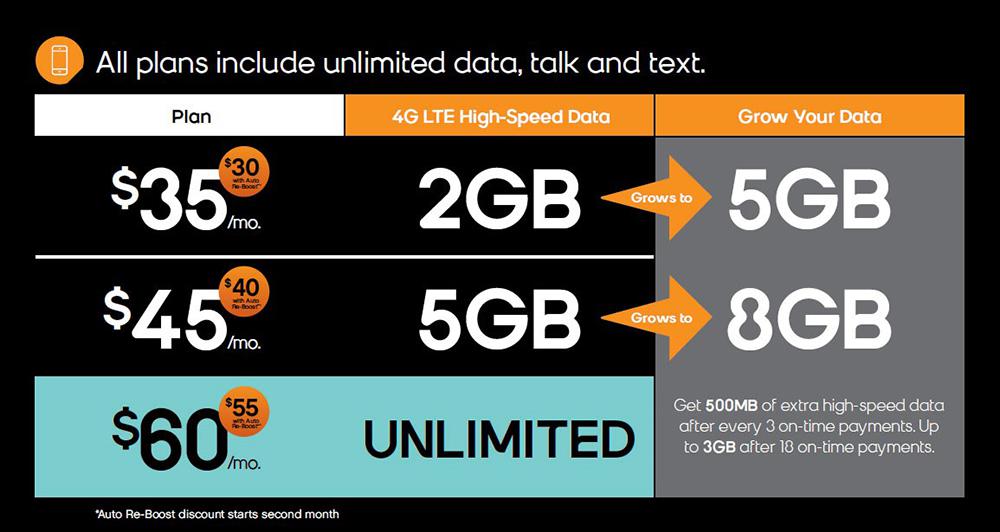 All plans include unlimited data, talk and text.
Plan
4G LTE High-Speed Data
Grow Your Data
$35/mo.
$30
with Auto
Re-Boost*
2GB
Grows to
5GB
$45/mo.
$40
with Auto
Re-Boost*
5GB
Grows to
8GB
$60/mo.
$55
with Auto
Re-Boost*
UNLIMITED
Get 500MB of extra high-speed data
after every 3 on-time payments. Up
to 3GB after 18 on-time payments.
*Auto Re-Boost discount starts second month